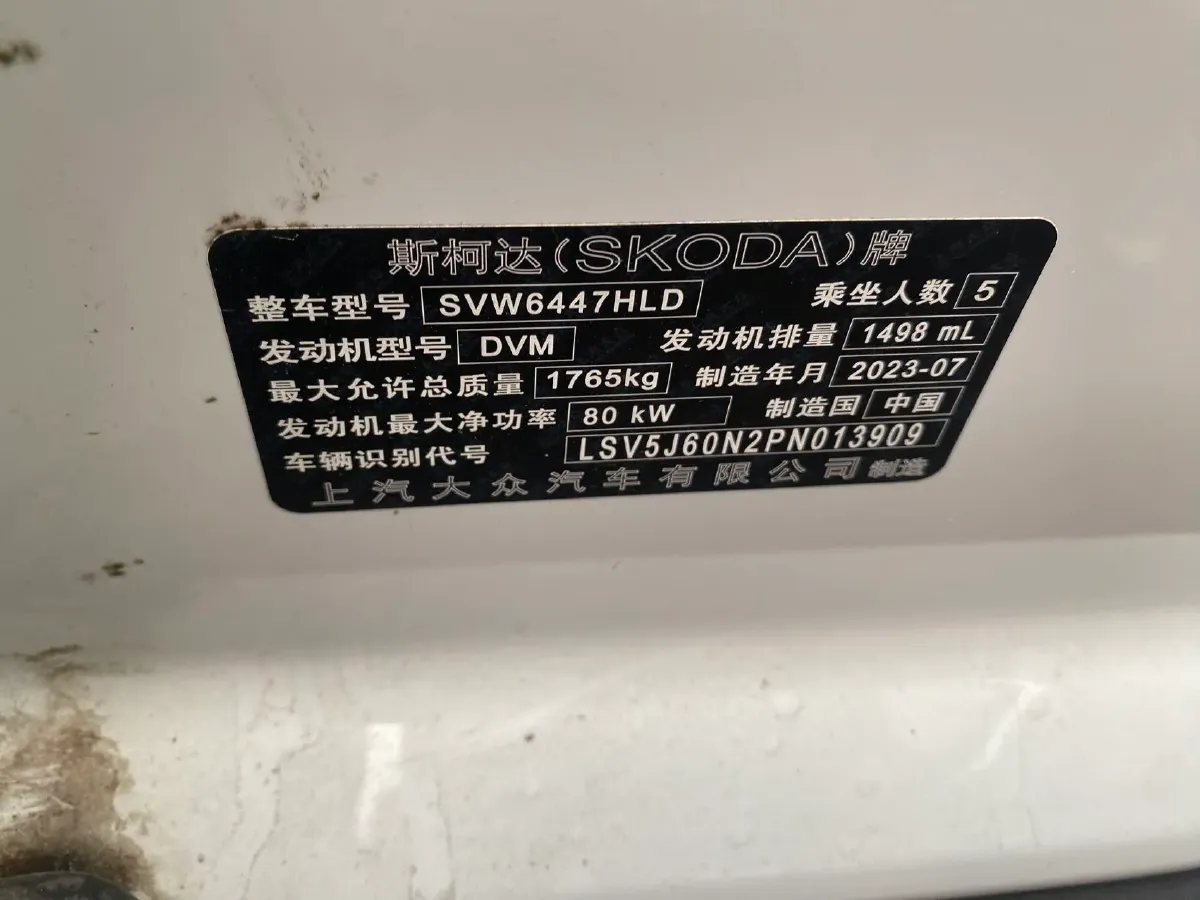 斯柯达(SKODA)牌
整车型号 SVW6447HLD 乘坐人数 5
发动机型号 DVM 发动机排量 1498 mL
最大允许总质量 1765kg 制造年月 2023-07
发动机最大净功率 80 kW 制造国 中国
车辆识别代号 LSV5J60N2PN013909
上汽大众汽车有限公司制造